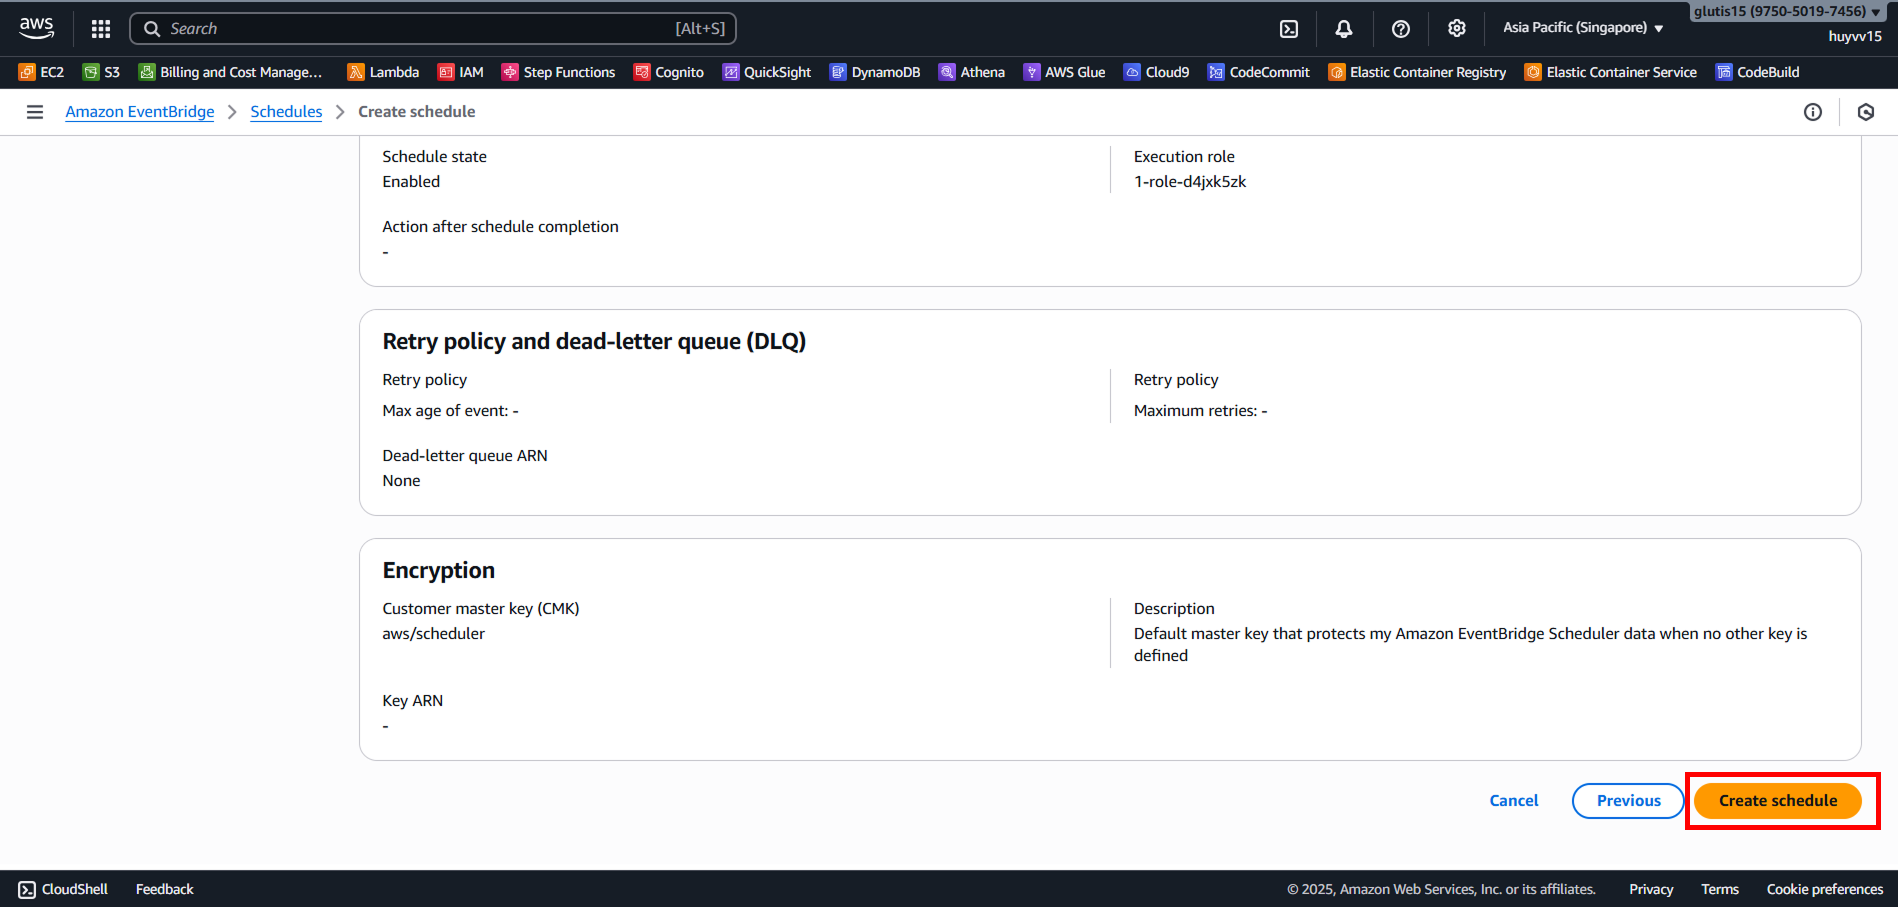 aws
Search [Alt+S]
Asia Pacific (Singapore) ▼
glutis15 (9750-5019-7456) ▼
huyvv15
EC2 S3 Billing and Cost Manage... Lambda IAM Step Functions Cognito QuickSight DynamoDB Athena AWS Glue Cloud9 CodeCommit Elastic Container Registry Elastic Container Service CodeBuild
Amazon EventBridge > Schedules > Create schedule
Schedule state
Enabled
Execution role
1-role-d4jxk5zk
Action after schedule completion
-
Retry policy and dead-letter queue (DLQ)
Retry policy
Max age of event: -
Retry policy
Maximum retries: -
Dead-letter queue ARN
None
Encryption
Customer master key (CMK)
aws/scheduler
Description
Default master key that protects my Amazon EventBridge Scheduler data when no other key is
defined
Key ARN
-
Cancel Previous Create schedule
CloudShell Feedback © 2025, Amazon Web Services, Inc. or its affiliates. Privacy Terms Cookie preferences